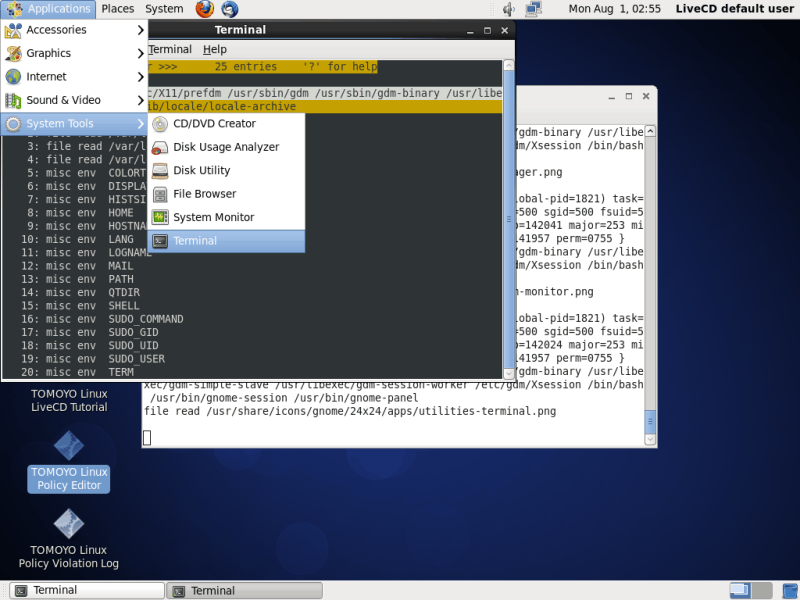 Applications Places System Mon Aug 1, 02:55 LiveCD default user
Accessories
Graphics
Internet
Sound & Video
System Tools
CD/DVD Creator
Disk Usage Analyzer
Disk Utility
File Browser
System Monitor
Terminal
Terminal
Terminal Help
>>> 25 entries '?' for help
c/X11/prefdm /usr/sbin/gdm /usr/sbin/gdm-binary /usr/libe
ib/locale/locale-archive
3: file read /var/l
4: file read /var/l
5: misc env COLORT
6: misc env DISPLA
7: misc env HISTSI
8: misc env HOME
9: misc env HOSTNA
10: misc env LANG
11: misc env LOGNAME
12: misc env MAIL
13: misc env PATH
14: misc env QTDIR
15: misc env SHELL
16: misc env SUDO_COMMAND
17: misc env SUDO_GID
18: misc env SUDO_UID
19: misc env SUDO_USER
20: misc env TERM
/gdm-binary /usr/libe
dm/Xsession /bin/bash
ager.png
obal-pid=1821) task=
=500 sgid=500 fsuid=5
=142041 major=253 mi
41957 perm=0755 }
/gdm-binary /usr/libe
dm/Xsession /bin/bash
-monitor.png
obal-pid=1821) task=
=500 sgid=500 fsuid=5
=142024 major=253 mi
41957 perm=0755 }
/gdm-binary /usr/libe
xec/gdm-simple-slave /usr/libexec/gdm-session-worker /etc/gdm/Xsession /bin/bash
/usr/bin/gnome-session /usr/bin/gnome-panel
file read /usr/share/icons/gnome/24x24/apps/utilities-terminal.png
TOMOYO Linux
LiveCD Tutorial
TOMOYO Linux
Policy Editor
TOMOYO Linux
Policy Violation Log
Terminal
Terminal